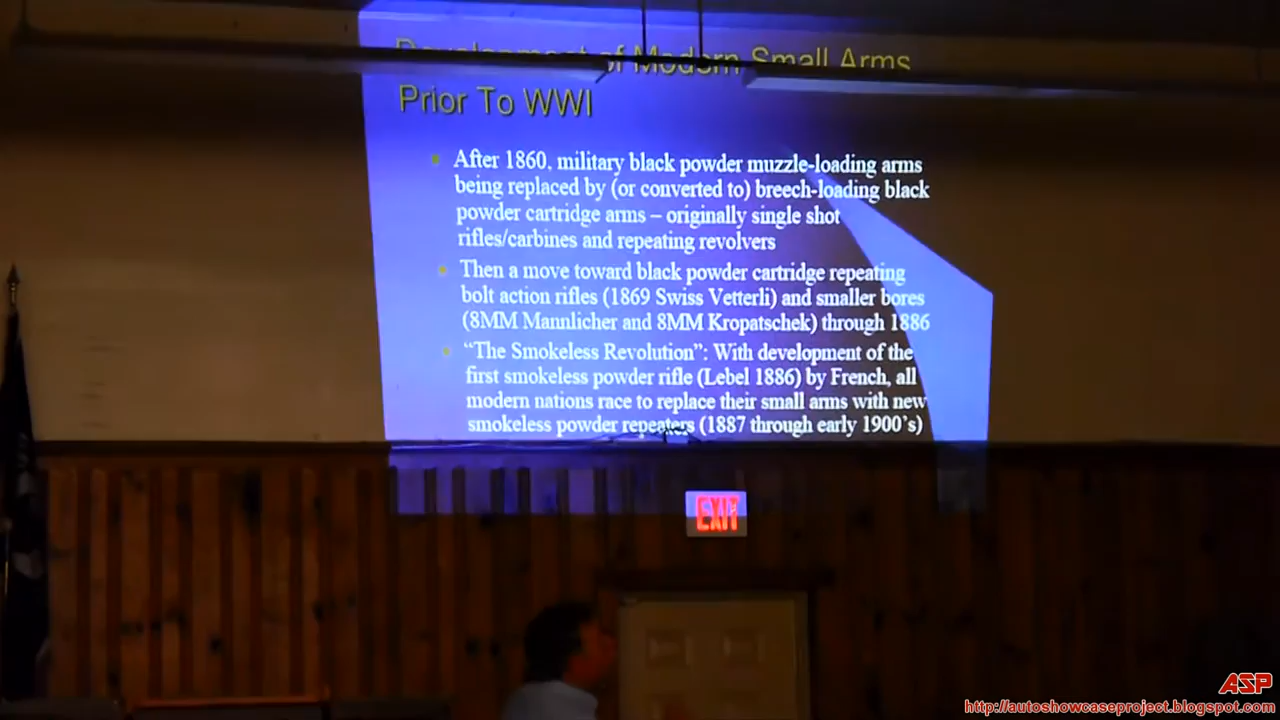 Development of Modern Small Arms
Prior To WWI
After 1860, military black powder muzzle-loading arms
being replaced by (or converted to) breech-loading black
powder cartridge arms – originally single shot
rifles/carbines and repeating revolvers
Then a move toward black powder cartridge repeating
bolt action rifles (1869 Swiss Vetterli) and smaller bores
(8MM Mannlicher and 8MM Kropatschek) through 1886
“The Smokeless Revolution”: With development of the
first smokeless powder rifle (Lebel 1886) by French, all
modern nations race to replace their small arms with new
smokeless powder repeaters (1887 through early 1900’s)
EXIT
ASP
http://autoshowcaseproject.blogspot.com